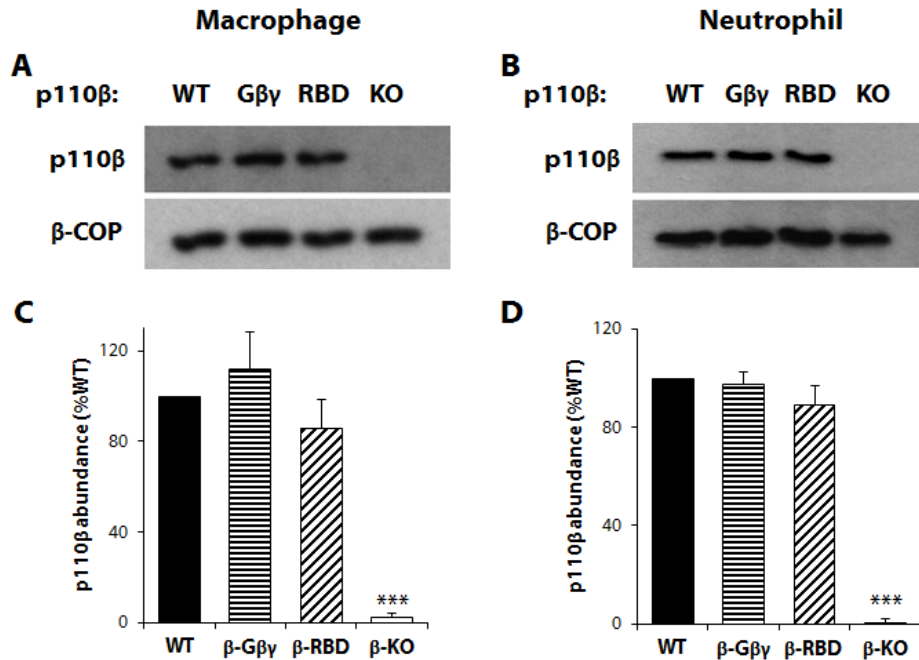 Macrophage
Neutrophil
A
p110β: WT Gβγ RBD KO
p110β
β-COP
B
p110β: WT Gβγ RBD KO
p110β
β-COP
C
p110β abundance (%WT)
120
80
40
0
***
WT β-Gβγ β-RBD β-KO
D
p110β abundance (%WT)
120
80
40
0
***
WT β-Gβγ β-RBD β-KO